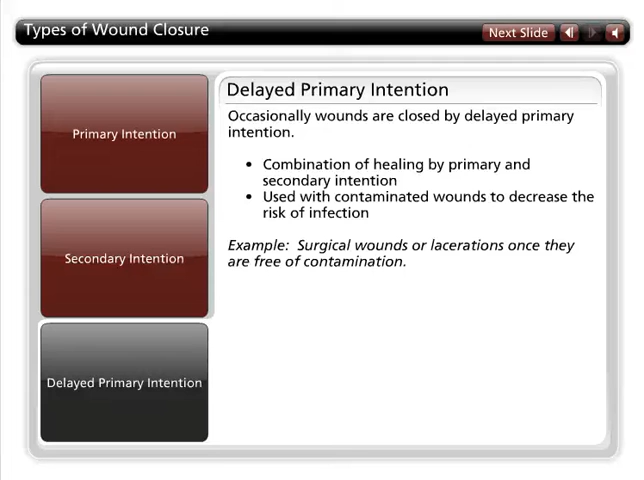 Types of Wound Closure
Next Slide
Primary Intention
Secondary Intention
Delayed Primary Intention
Delayed Primary Intention
Occasionally wounds are closed by delayed primary
intention.
• Combination of healing by primary and
secondary intention
• Used with contaminated wounds to decrease the
risk of infection
Example: Surgical wounds or lacerations once they
are free of contamination.